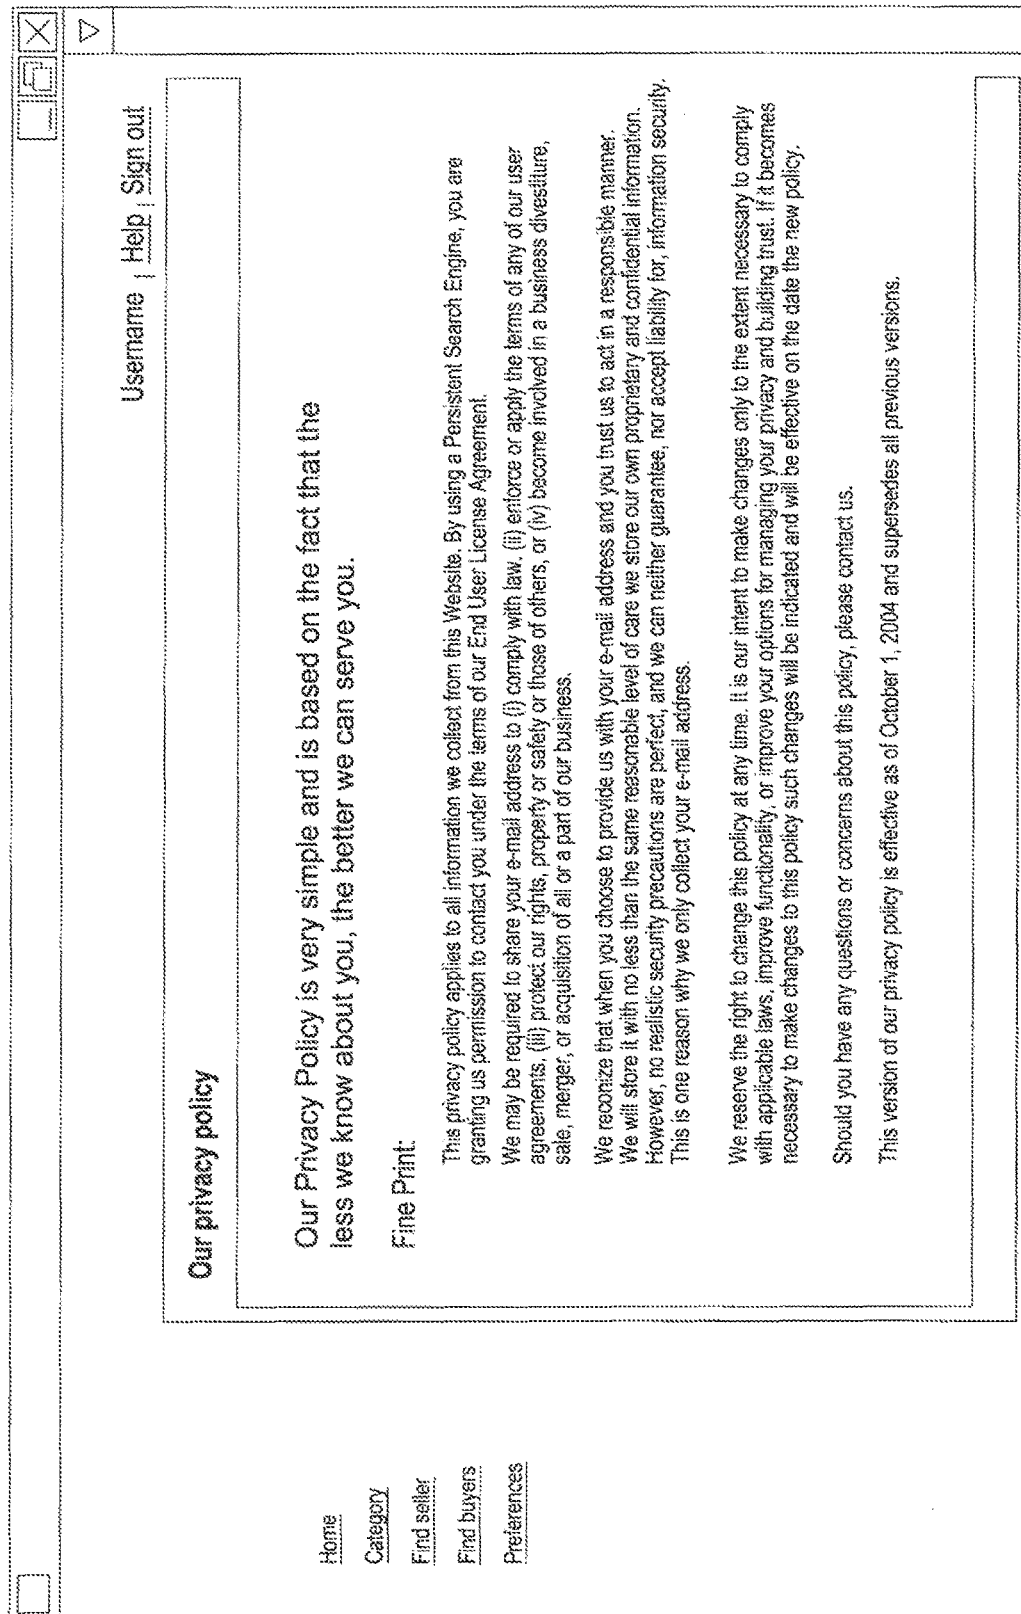 Username | Help | Sign out
Our privacy policy
Our Privacy Policy is very simple and is based on the fact that the
less we know about you, the better we can serve you.
Fine Print:
This privacy policy applies to all information we collect from this Website. By using a Persistent Search Engine, you are
granting us permission to contact you under the terms of our End User License Agreement.
We may be required to share your e-mail address to (i) comply with law. (ii) enforce or apply the terms of any of our user
agreements, (iii) protect our rights, property or safety or those of others, or (iv) become involved in a business divestiture,
sale, merger, or acquisition of all or a part of our business.
We reconize that when you choose to provide us with your e-mail address and you trust us to act in a responsible manner.
We will store it with no less than the same reasonable level of care we store our own proprietary and confidential information.
However, no realistic security precautions are perfect, and we can neither guarantee, nor accept liability for, information security.
This is one reason why we only collect your e-mail address.
We reserve the right to change this policy at any time. It is our intent to make changes only to the extent necessary to comply
with applicable laws, improve functionality, or improve your options for managing your privacy and building trust. If it becomes
necessary to make changes to this policy such changes will be indicated and will be effective on the date the new policy.
Should you have any questions or concerns about this policy, please contact us.
This version of our privacy policy is effective as of October 1, 2004 and supersedes all previous versions.
Home
Category
Find seller
Find buyers
Preferences